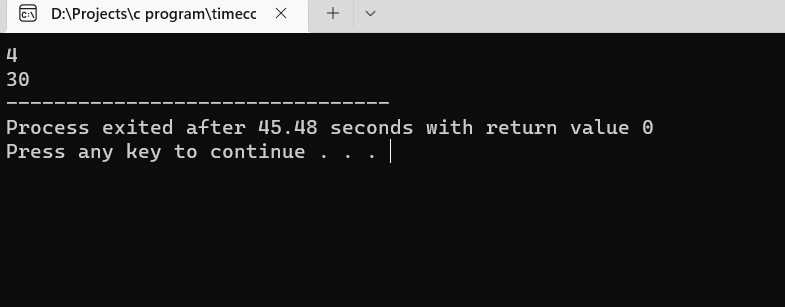 D:\Projects\c program\timecc
4
30
--------------------------------
Process exited after 45.48 seconds with return value 0
Press any key to continue . . .